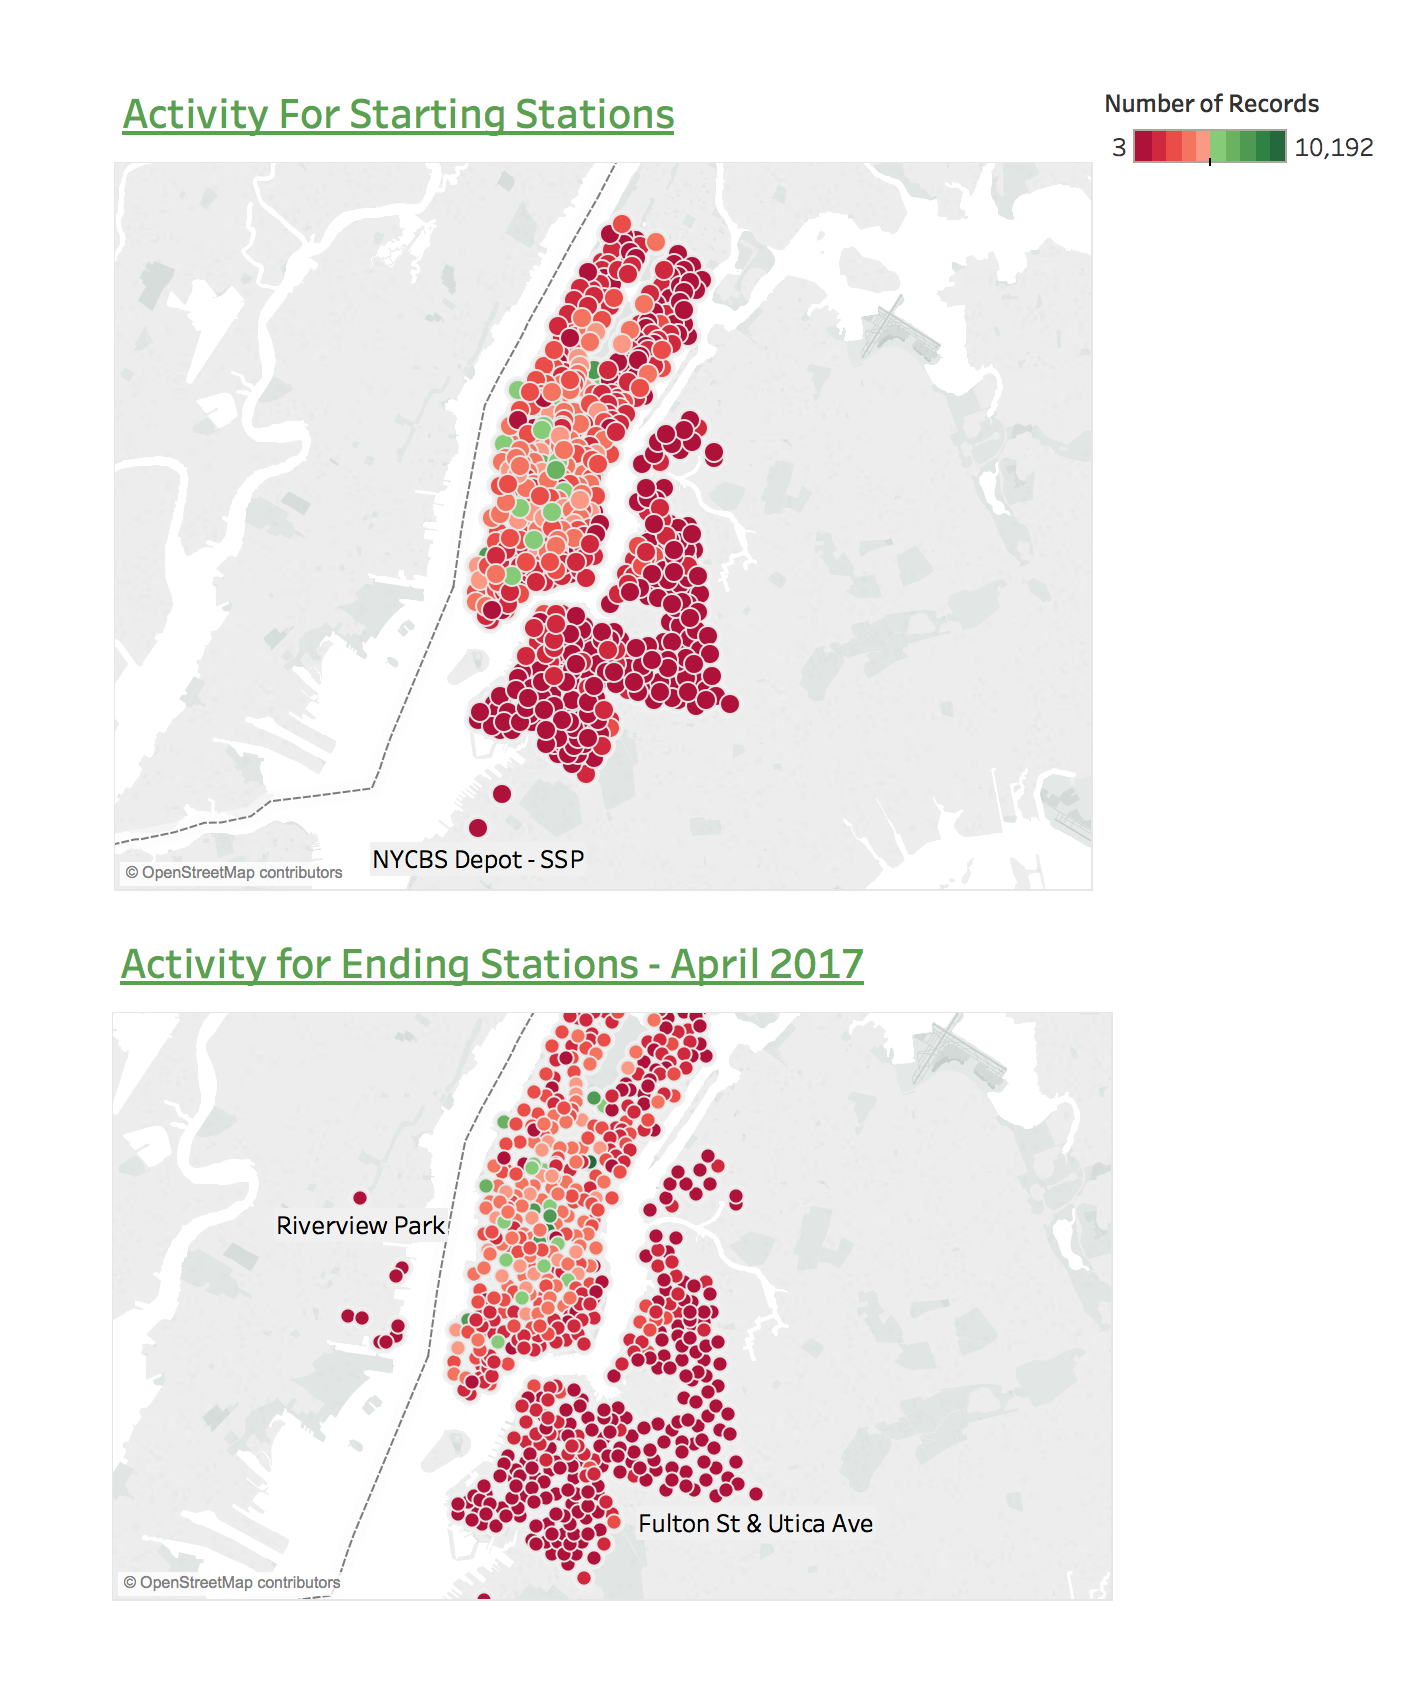 Activity For Starting Stations
Number of Records
3 10,192
NYCBS Depot - SSP
© OpenStreetMap contributors
Activity for Ending Stations - April 2017
Riverview Park
Fulton St & Utica Ave
© OpenStreetMap contributors